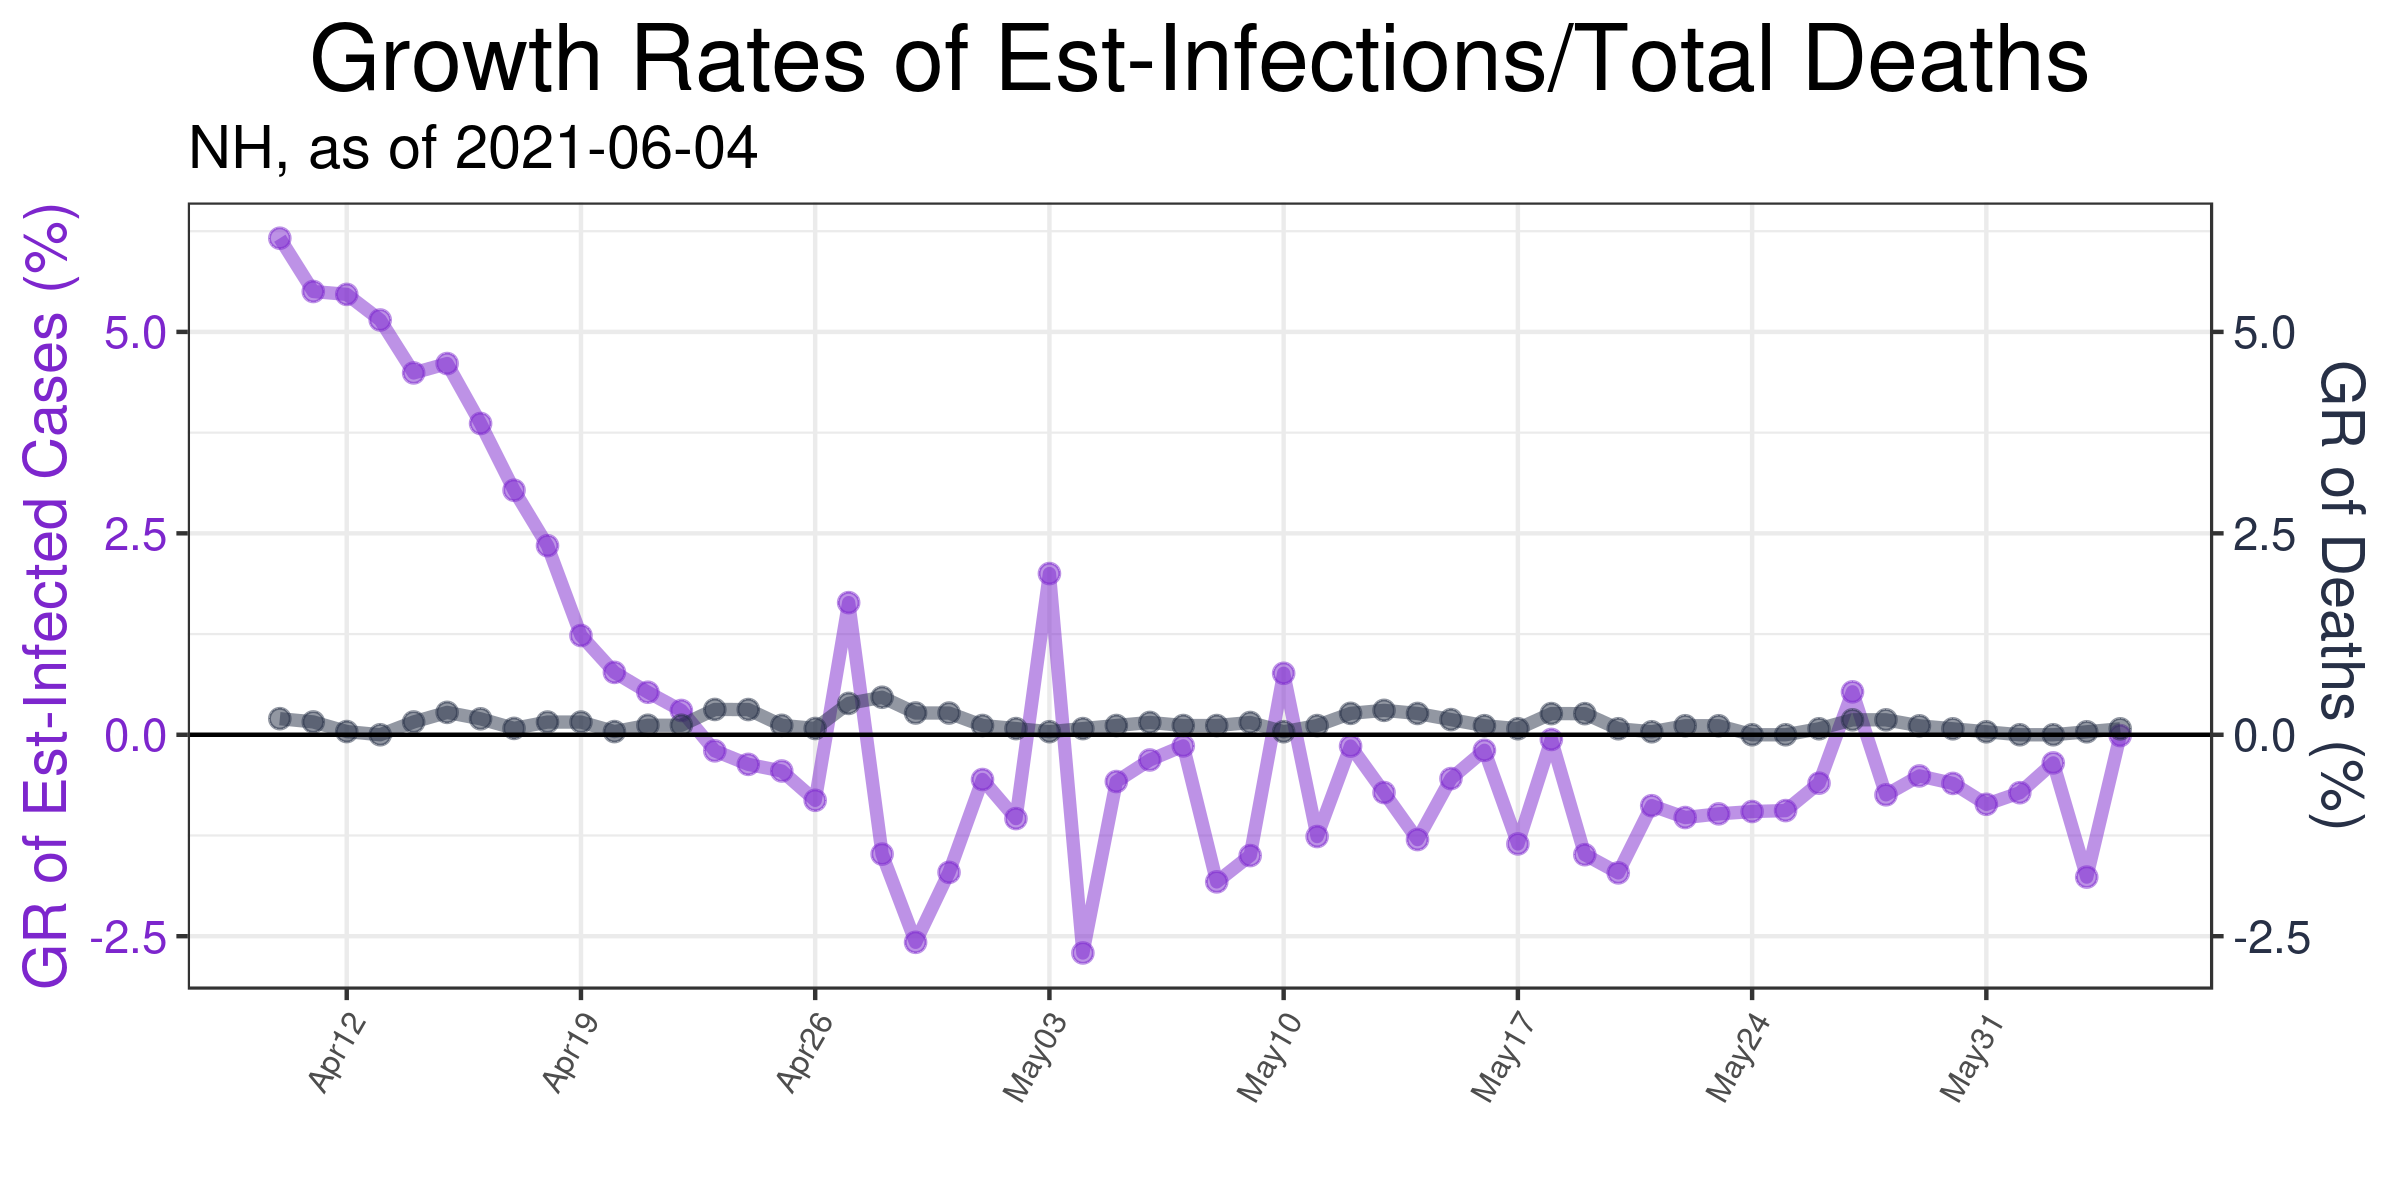 Growth Rates of Est-Infections/Total Deaths
NH, as of 2021-06-04
GR of Est-Infected Cases (%)
5.0
2.5
0.0
-2.5
5.0
2.5
0.0
-2.5
GR of Deaths (%)
Apr12
Apr19
Apr26
May03
May10
May17
May24
May31